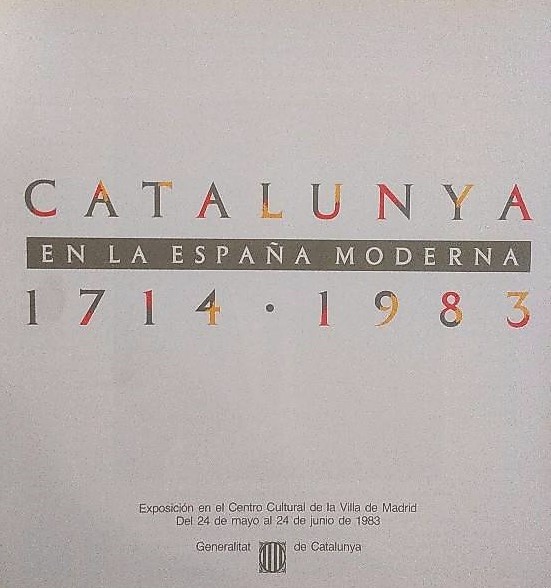 CATALUNYA
EN LA ESPAÑA MODERNA
1714 · 1983
Exposición en el Centro Cultural de la Villa de Madrid
Del 24 de mayo al 24 de junio de 1983
Generalitat de Catalunya